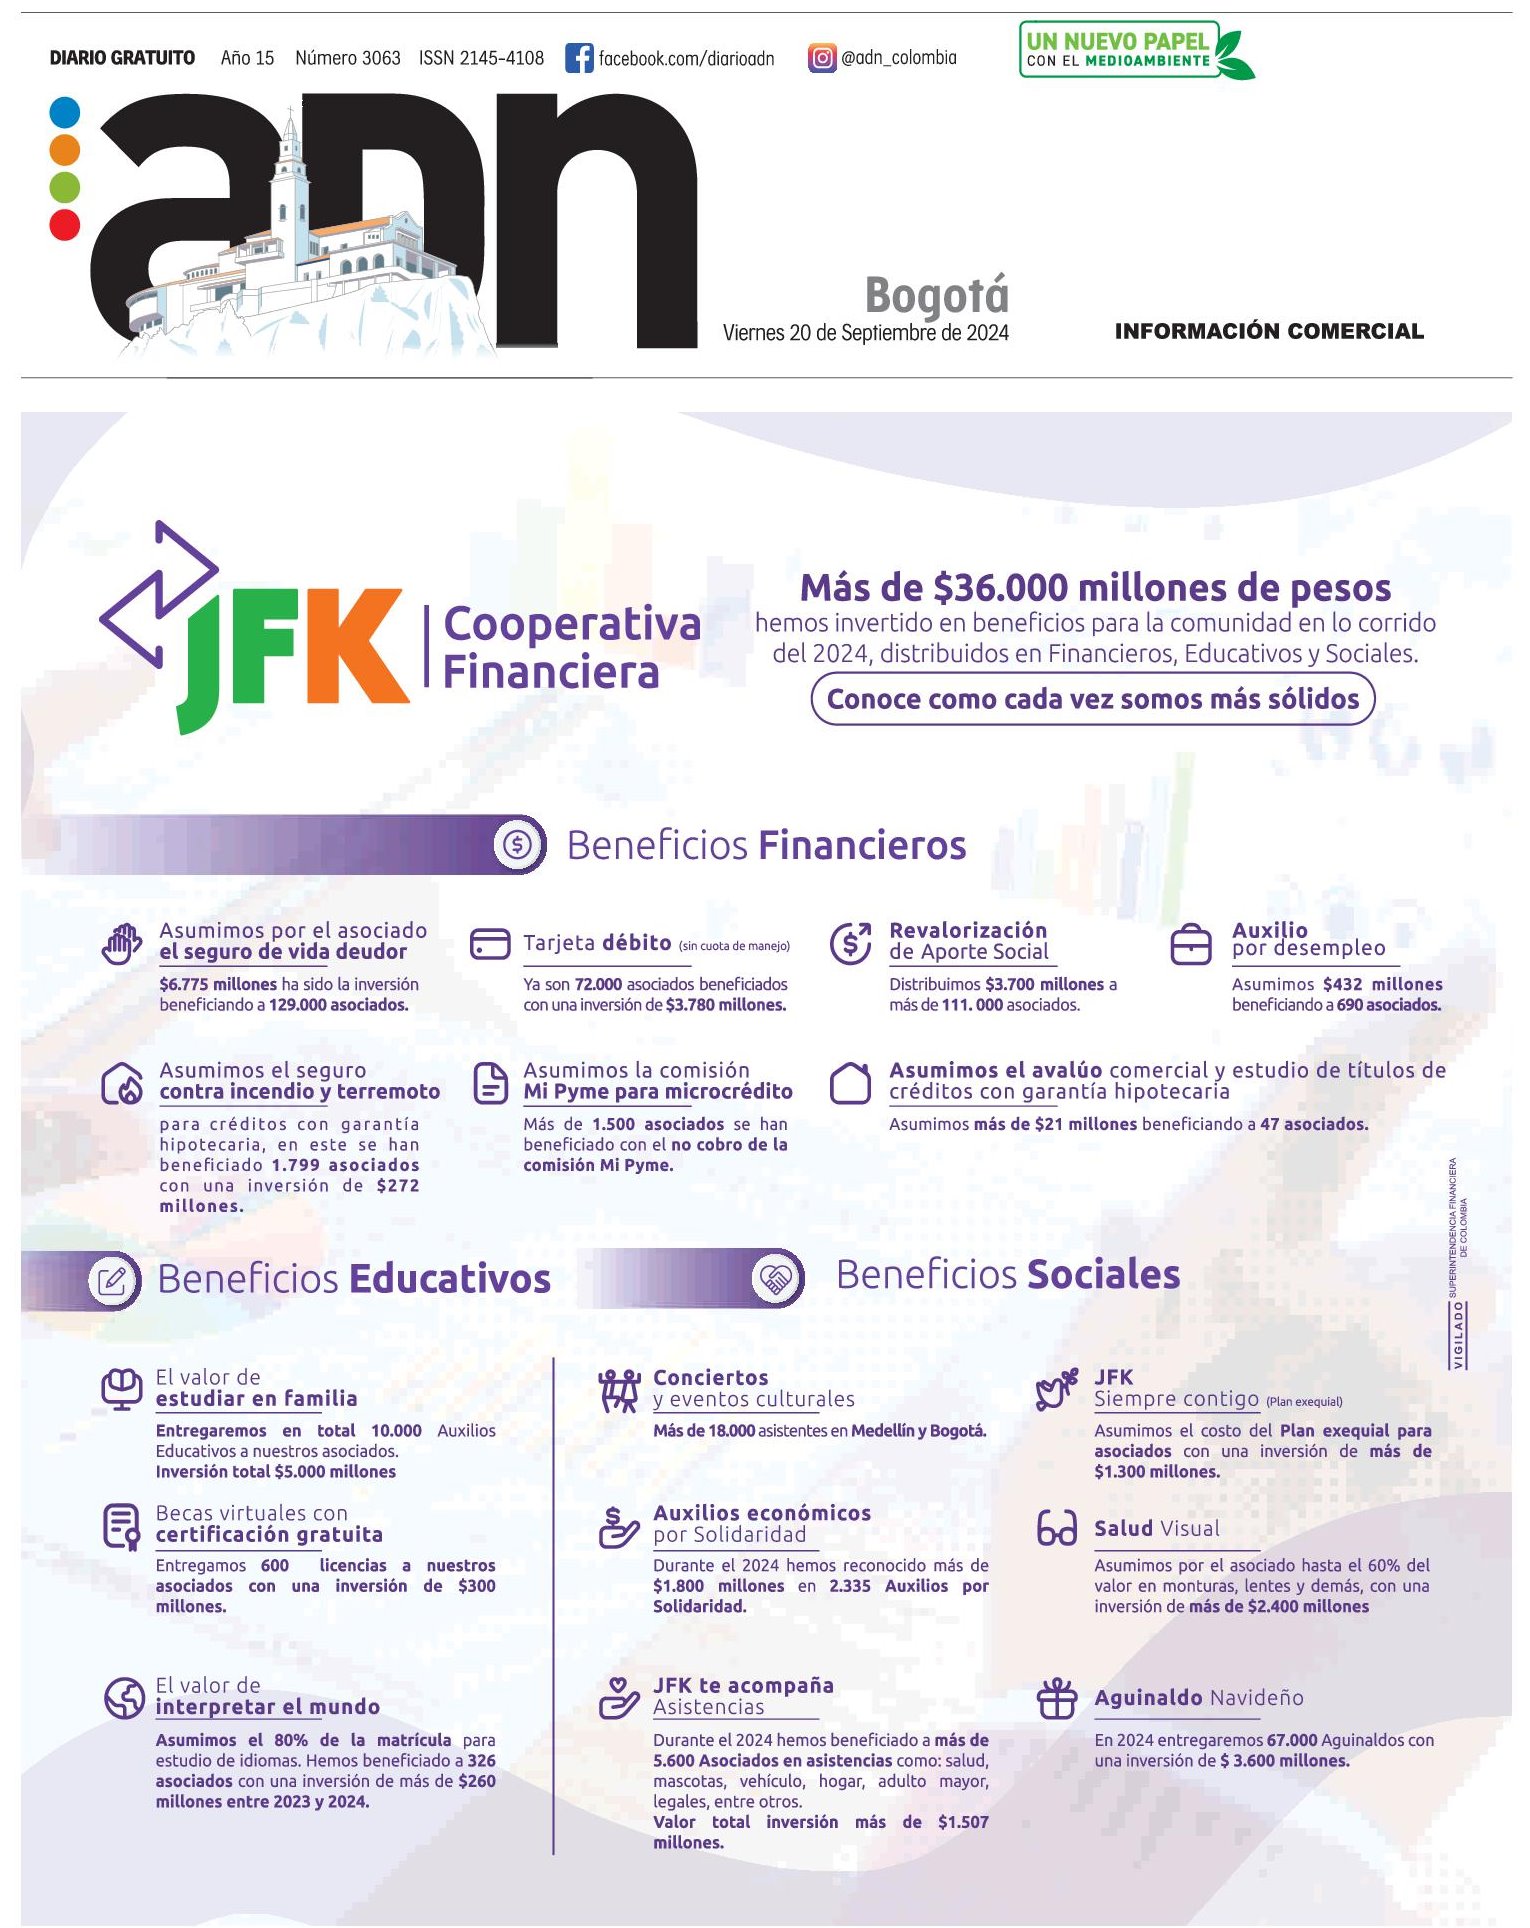 DIARIO GRATUITO Año 15 Número 3063 ISSN 2145-4108 facebook.com/diarioadn @adn_colombia
UN NUEVO PAPEL
CON EL MEDIOAMBIENTE
aDn
Bogotá
Viernes 20 de Septiembre de 2024
INFORMACIÓN COMERCIAL
JFK
Cooperativa
Financiera
Más de $36.000 millones de pesos
hemos invertido en beneficios para la comunidad en lo corrido
del 2024, distribuidos en Financieros, Educativos y Sociales.
Conoce como cada vez somos más sólidos
Beneficios Financieros
Asumimos por el asociado
el seguro de vida deudor
$6.775 millones ha sido la inversión
beneficiando a 129.000 asociados.
Tarjeta débito (sin cuota de manejo)
Ya son 72.000 asociados beneficiados
con una inversión de $3.780 millones.
Revalorización
de Aporte Social
Distribuimos $3.700 millones a
más de 111. 000 asociados.
Auxilio
por desempleo
Asumimos $432 millones
beneficiando a 690 asociados.
Asumimos el seguro
contra incendio y terremoto
para créditos con garantía
hipotecaria, en este se han
beneficiado 1.799 asociados
con una inversión de $272
millones.
Asumimos la comisión
Mi Pyme para microcrédito
Más de 1.500 asociados se han
beneficiado con el no cobro de la
comisión Mi Pyme.
Asumimos el avalúo comercial y estudio de títulos de
créditos con garantía hipotecaria
Asumimos más de $21 millones beneficiando a 47 asociados.
VIGILADO SUPERINTENDENCIA FINANCIERA
DE COLOMBIA
Beneficios Educativos
El valor de
estudiar en familia
Entregaremos en total 10.000 Auxilios
Educativos a nuestros asociados.
Inversión total $5.000 millones
Becas virtuales con
certificación gratuita
Entregamos 600 licencias a nuestros
asociados con una inversión de $300
millones.
El valor de
interpretar el mundo
Asumimos el 80% de la matrícula para
estudio de idiomas. Hemos beneficiado a 326
asociados con una inversión de más de $260
millones entre 2023 y 2024.
Beneficios Sociales
Conciertos
y eventos culturales
Más de 18.000 asistentes en Medellín y Bogotá.
Auxilios económicos
por Solidaridad
Durante el 2024 hemos reconocido más de
$1.800 millones en 2.335 Auxilios por
Solidaridad.
JFK te acompaña
Asistencias
Durante el 2024 hemos beneficiado a más de
5.600 Asociados en asistencias como: salud,
mascotas, vehículo, hogar, adulto mayor,
legales, entre otros.
Valor total inversión más de $1.507
millones.
JFK
Siempre contigo (Plan exequial)
Asumimos el costo del Plan exequial para
asociados con una inversión de más de
$1.300 millones.
Salud Visual
Asumimos por el asociado hasta el 60% del
valor en monturas, lentes y demás, con una
inversión de más de $2.400 millones
Aguinaldo Navideño
En 2024 entregaremos 67.000 Aguinaldos con
una inversión de $ 3.600 millones.